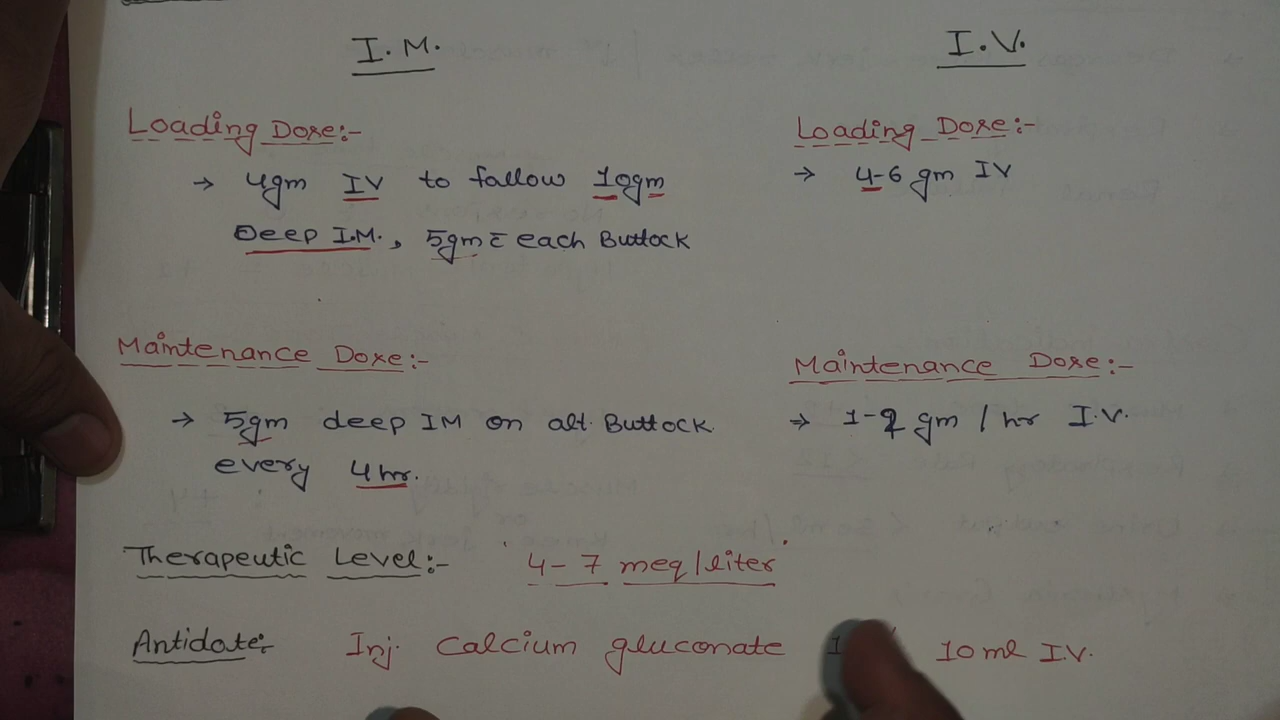 I.M.
Loading Dose:-
→ 4gm IV to fallow 10gm
Deep I.M., 5gm c̄ each Buttock
Maintenance Dose:-
→ 5gm deep IM on alt. Buttock
every 4hr.
I.V.
Loading Dose:-
→ 4-6 gm IV
Maintenance Dose:-
→ 1-2 gm / hr I.V.
Therapeutic Level:- "4-7 meq/liter"
Antidote:- Inj. Calcium gluconate 10ml I.V.